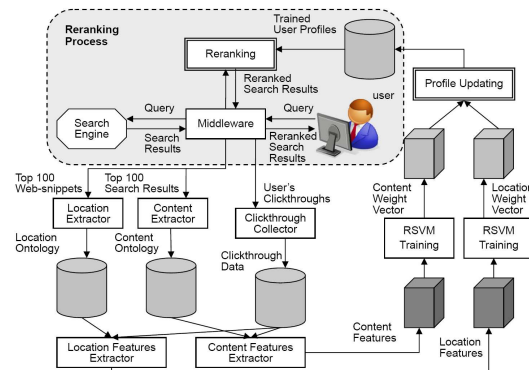 Reranking
Process
Trained
User Profiles
Reranking
Reranked
Search Results
Profile Updating
user
Query
Query
Search
Engine
Middleware
Search
Results
Reranked
Search
Results
Top 100
Web-snippets
Top 100
Search Results
User's
Clickthroughs
Content
Weight
Vector
Location
Weight
Vector
Location
Extractor
Content
Extractor
Clickthrough
Collector
RSVM
Training
RSVM
Training
Location
Ontology
Content
Ontology
Clickthrough
Data
Content
Features
Location
Features
Location Features
Extractor
Content Features
Extractor